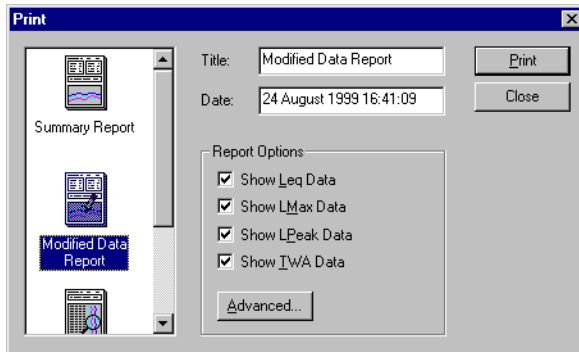 Print
Summary Report
Modified Data
Report
Title: Modified Data Report
Date: 24 August 1999 16:41:09
Print
Close
Report Options
Show Leq Data
Show LMax Data
Show LPeak Data
Show TWA Data
Advanced...